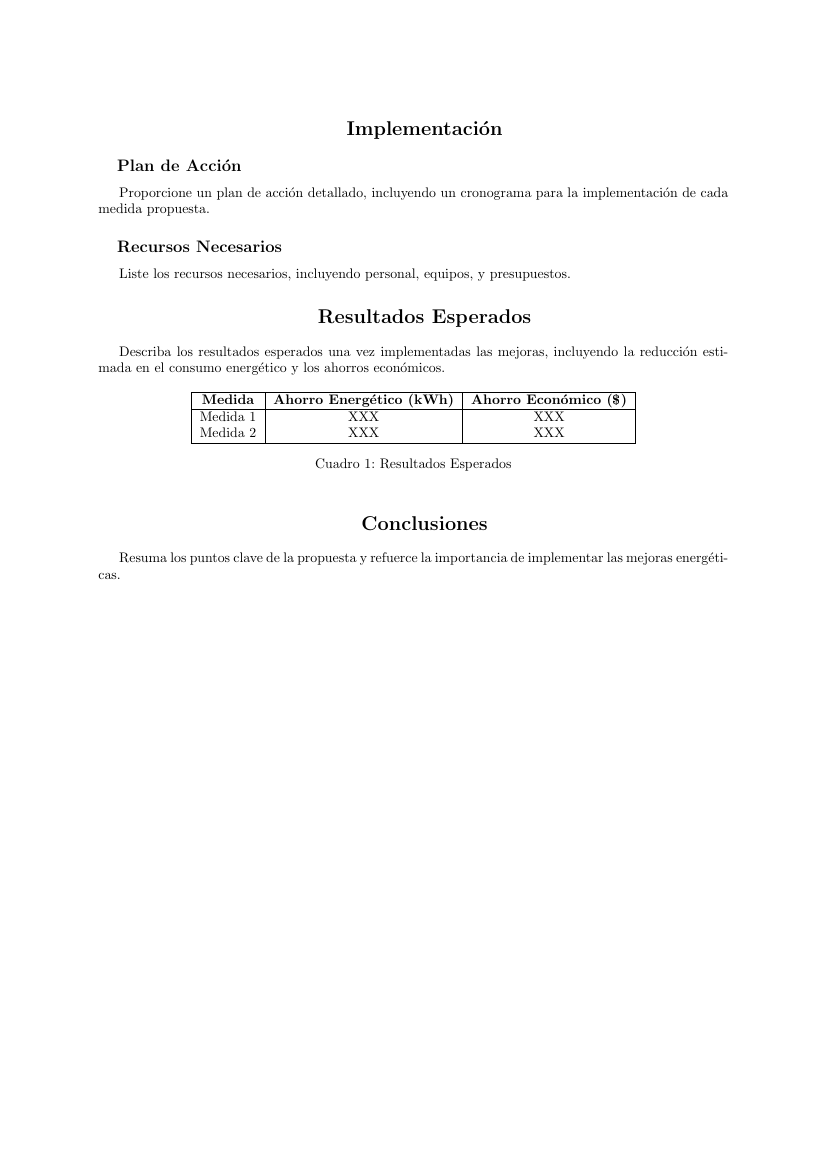 Implementación
Plan de Acción
Proporcione un plan de acción detallado, incluyendo un cronograma para la implementación de cada
medida propuesta.
Recursos Necesarios
Liste los recursos necesarios, incluyendo personal, equipos, y presupuestos.
Resultados Esperados
Describa los resultados esperados una vez implementadas las mejoras, incluyendo la reducción esti-
mada en el consumo energético y los ahorros económicos.
Medida Ahorro Energético (kWh) Ahorro Económico ($)
Medida 1 XXX XXX
Medida 2 XXX XXX
Cuadro 1: Resultados Esperados
Conclusiones
Resuma los puntos clave de la propuesta y refuerce la importancia de implementar las mejoras energéti-
cas.